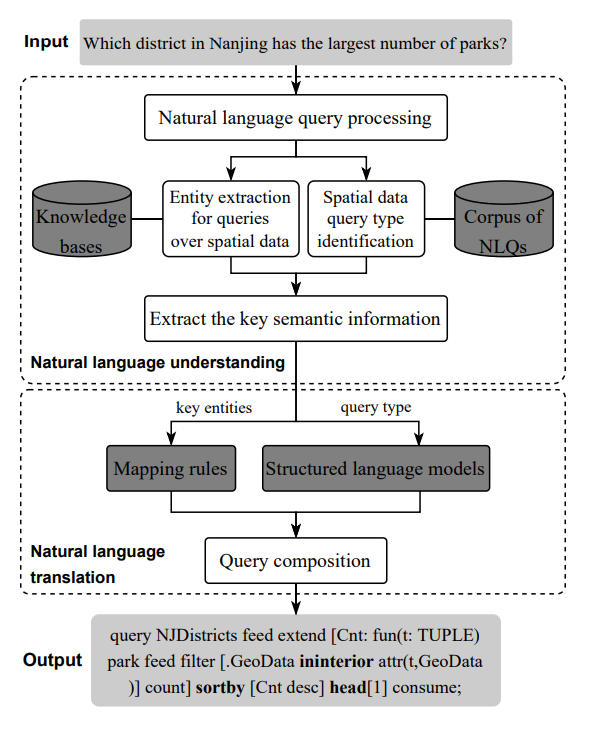 Input
Which district in Nanjing has the largest number of parks?
Natural language query processing
Knowledge
bases
Entity extraction
for queries
over spatial data
Spatial data
query type
identification
Corpus of
NLQs
Extract the key semantic information
Natural language understanding
key entities
query type
Mapping rules
Structured language models
Natural language
translation
Query composition
Output
query NJDistricts feed extend [Cnt: fun(t: TUPLE)
park feed filter [.GeoData ininterior attr(t,GeoData
)] count] sortby [Cnt desc] head[1] consume;